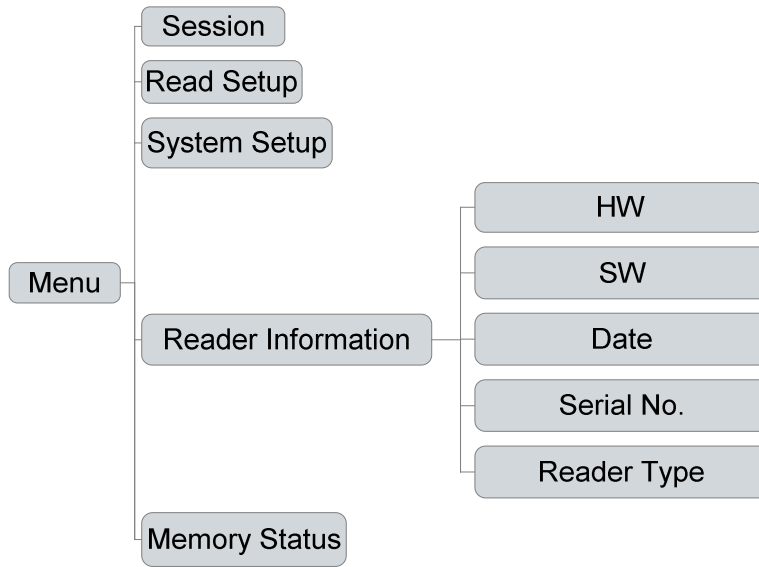 Session
Read Setup
System Setup
HW
SW
Menu
Reader Information
Date
Serial No.
Reader Type
Memory Status